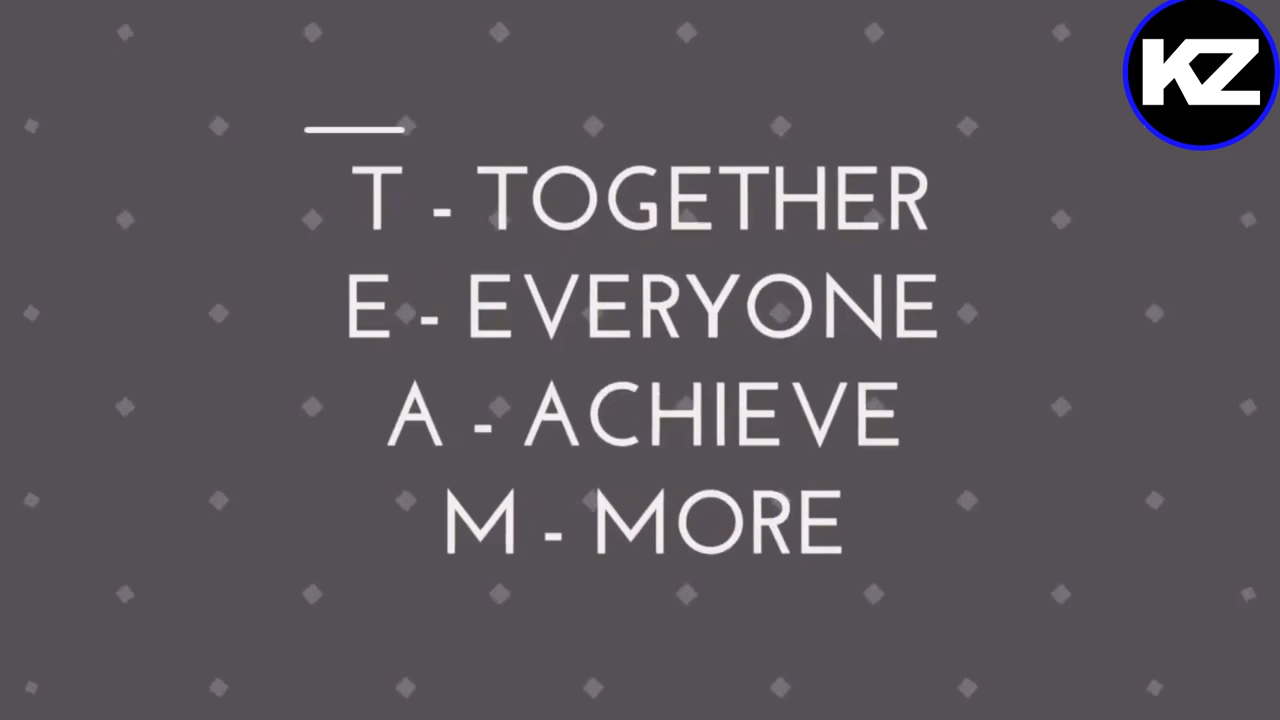 KZ
T - TOGETHER
E - EVERYONE
A - ACHIEVE
M - MORE